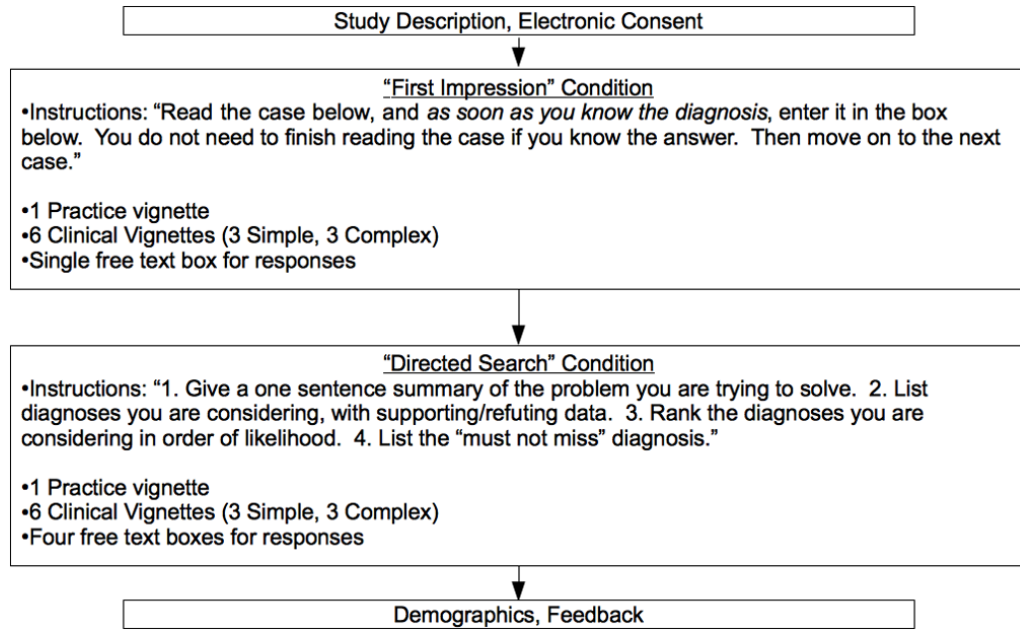 Study Description, Electronic Consent
“First Impression” Condition
•Instructions: “Read the case below, and as soon as you know the diagnosis, enter it in the box
below.  You do not need to finish reading the case if you know the answer.  Then move on to the next
case.”
•1 Practice vignette
•6 Clinical Vignettes (3 Simple, 3 Complex)
•Single free text box for responses
“Directed Search” Condition
•Instructions: “1. Give a one sentence summary of the problem you are trying to solve.  2. List
diagnoses you are considering, with supporting/refuting data.  3. Rank the diagnoses you are
considering in order of likelihood.  4. List the “must not miss” diagnosis.”
•1 Practice vignette
•6 Clinical Vignettes (3 Simple, 3 Complex)
•Four free text boxes for responses
Demographics, Feedback